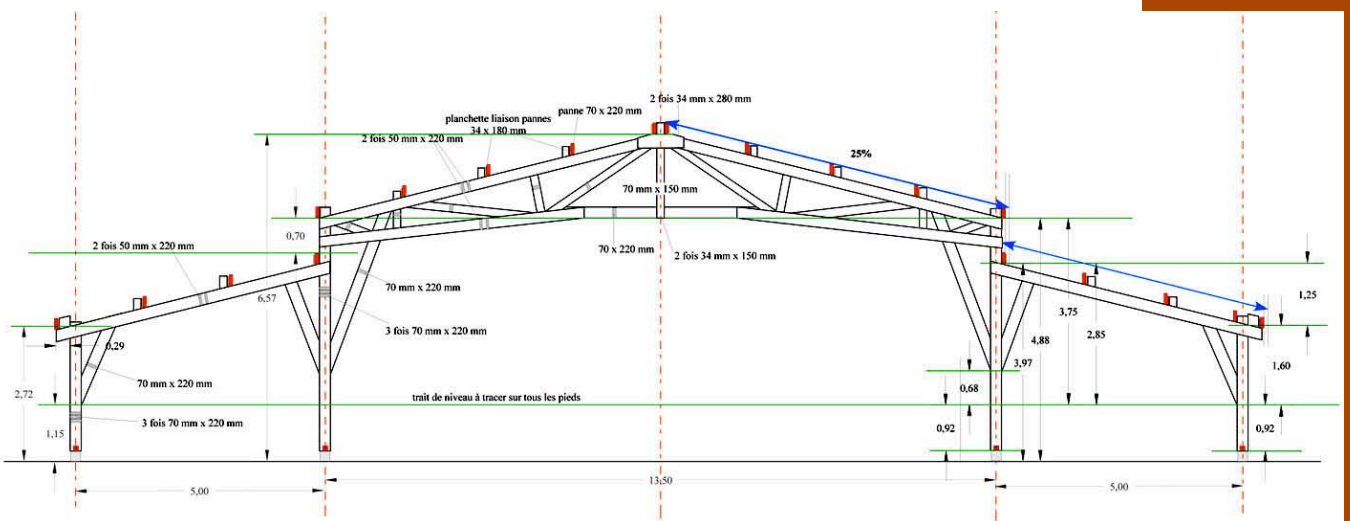 2 fois 34 mm x 280 mm
panne 70 x 220 mm
planchette liaison pannes
34 x 180 mm
2 fois 50 mm x 220 mm
25%
70 mm x 150 mm
0,70
2 fois 50 mm x 220 mm
70 x 220 mm
2 fois 34 mm x 150 mm
6,57
70 mm x 220 mm
3 fois 70 mm x 220 mm
1,25
3,75
2,85
4,88
0,29
3,97
1,60
70 mm x 220 mm
0,68
2,72
trait de niveau à tracer sur tous les pieds
3 fois 70 mm x 220 mm
1,15
0,92
0,92
5,00
13,50
5,00